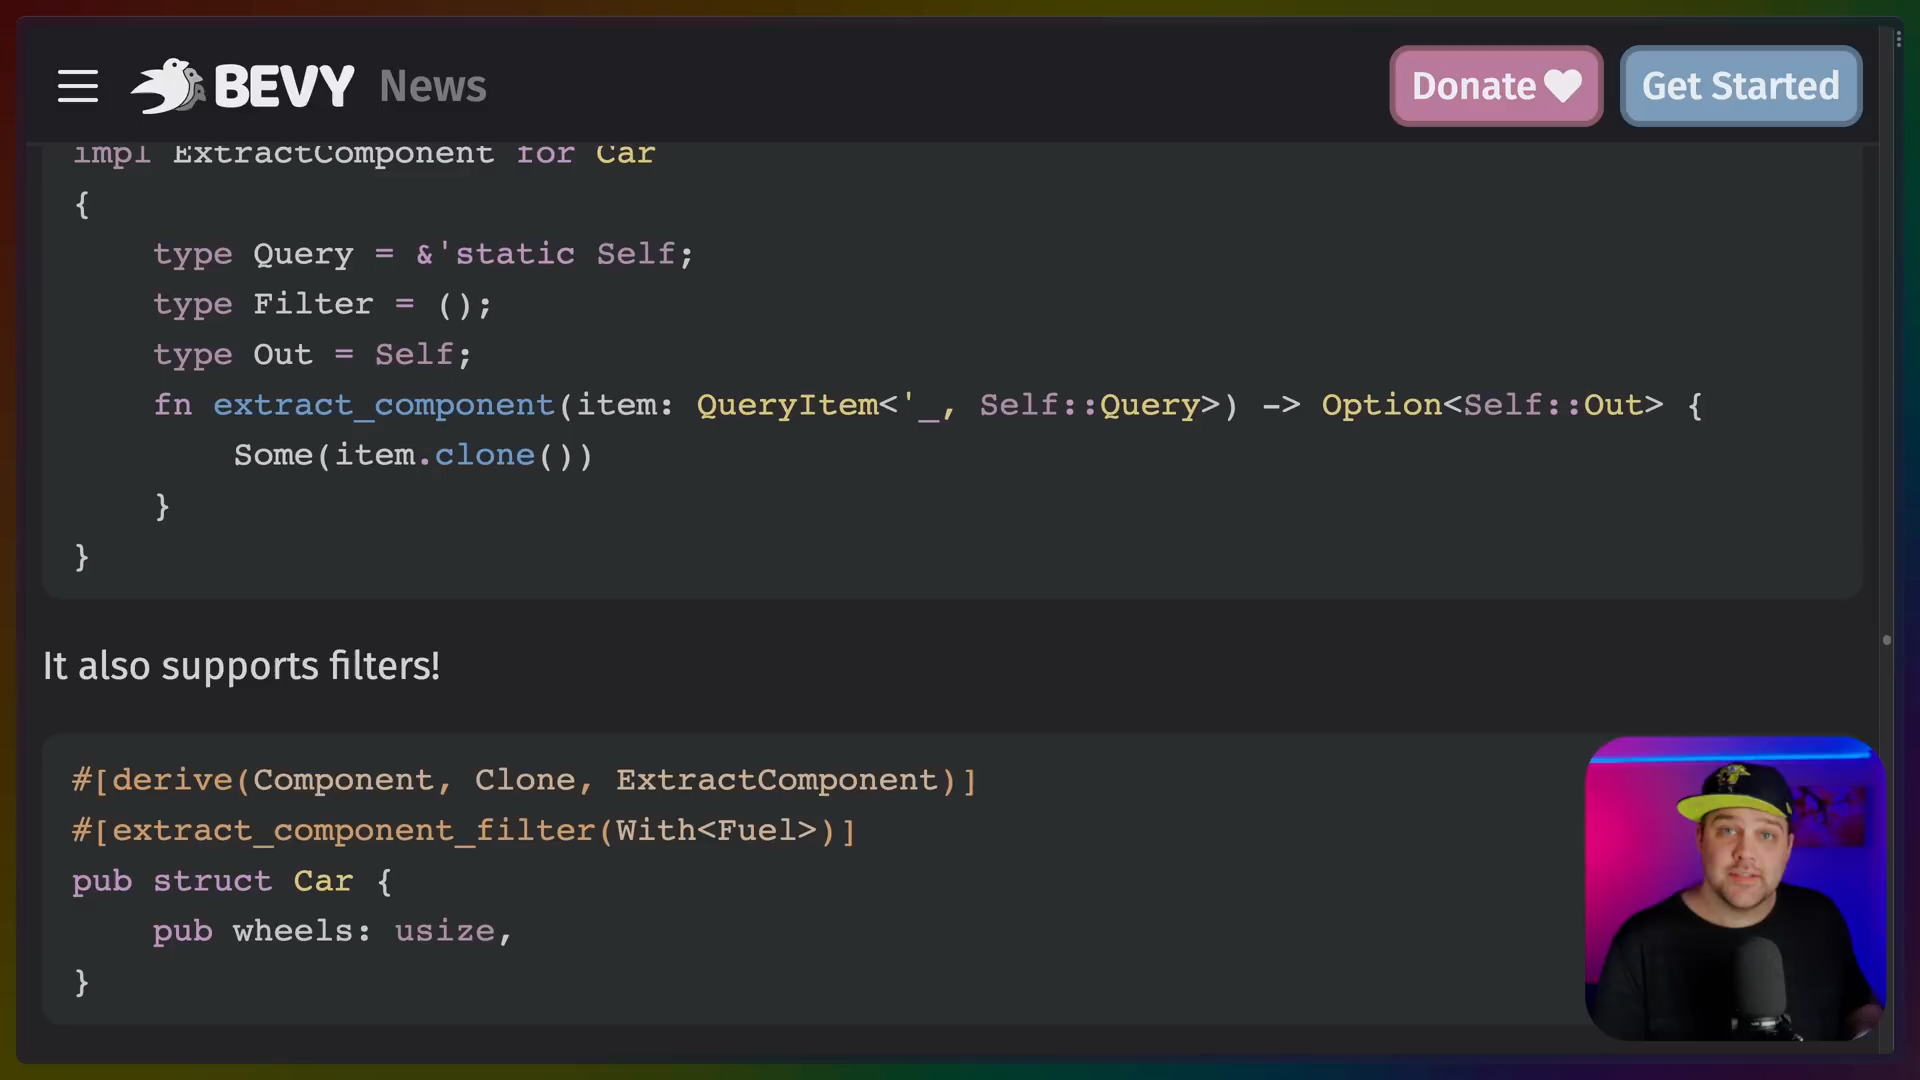 BEVY News
Donate
Get Started
impl ExtractComponent for Car
{
type Query = &'static Self;
type Filter = ();
type Out = Self;
fn extract_component(item: QueryItem<'_, Self::Query>) -> Option<Self::Out> {
Some(item.clone())
}
}
It also supports filters!
#[derive(Component, Clone, ExtractComponent)]
#[extract_component_filter(With<Fuel>)]
pub struct Car {
pub wheels: usize,
}